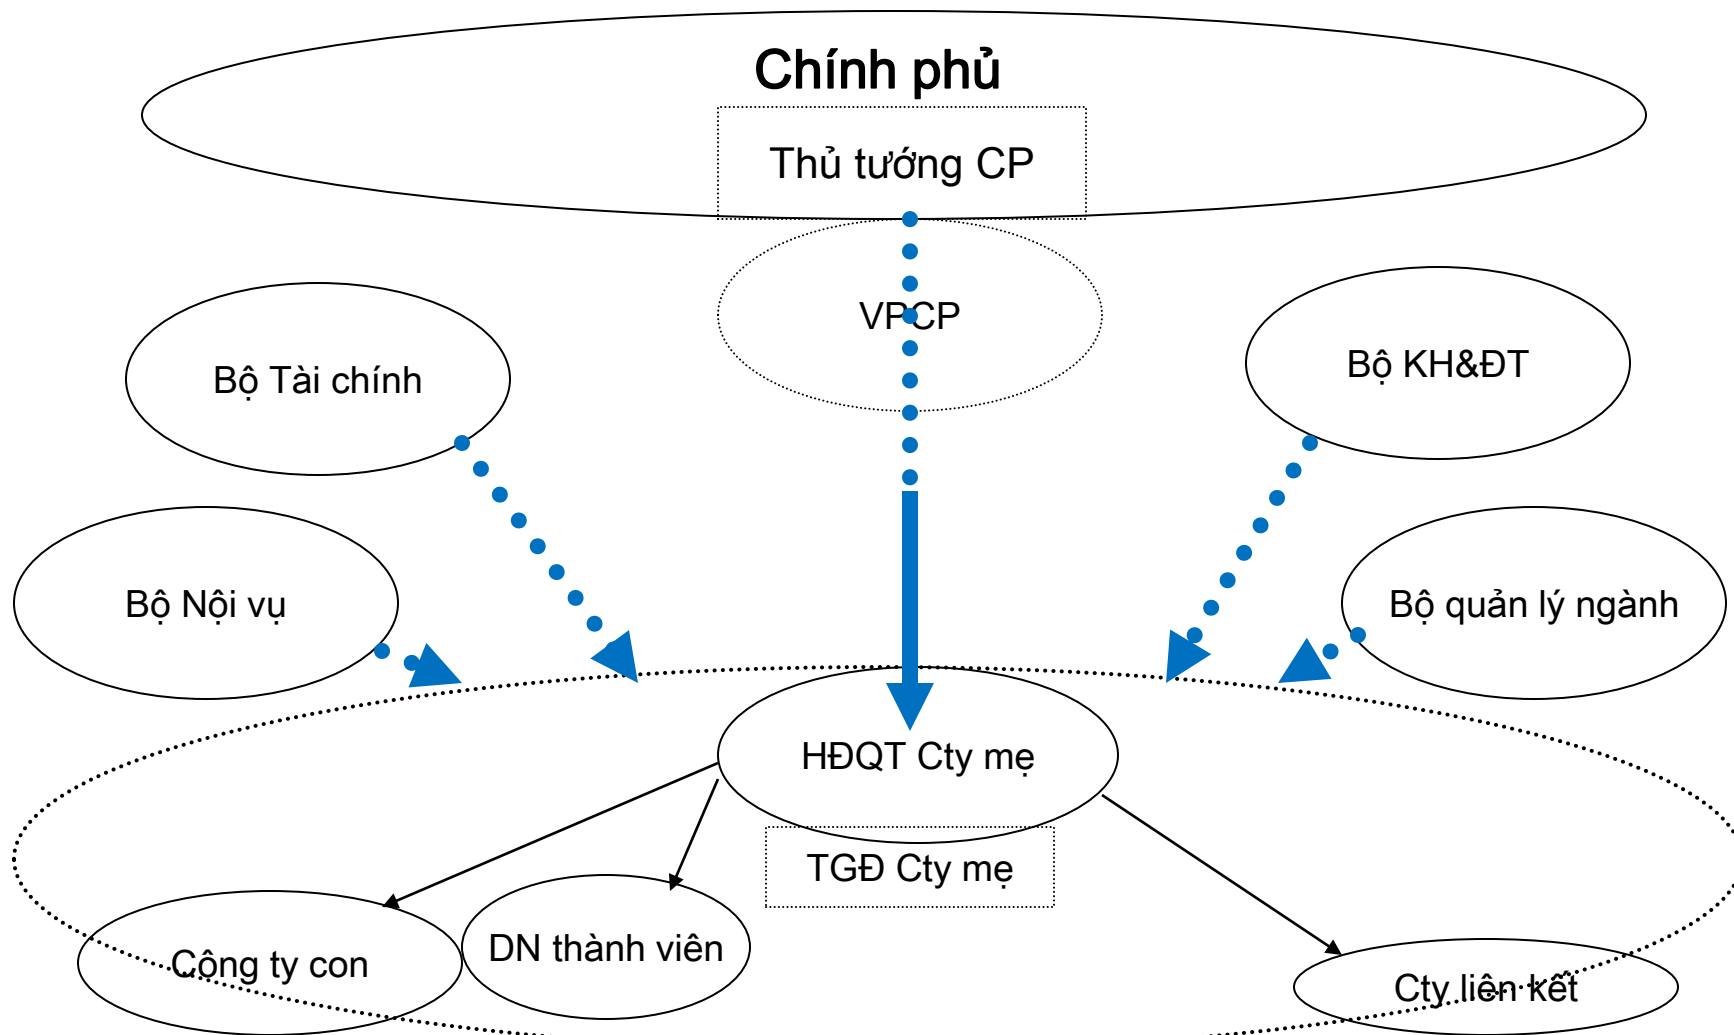 Chính phủ
Thủ tướng CP
VPCP
Bộ Tài chính
Bộ KH&ĐT
Bộ Nội vụ
Bộ quản lý ngành
HĐQT Cty mẹ
TGĐ Cty mẹ
Công ty con
DN thành viên
Cty liên kết